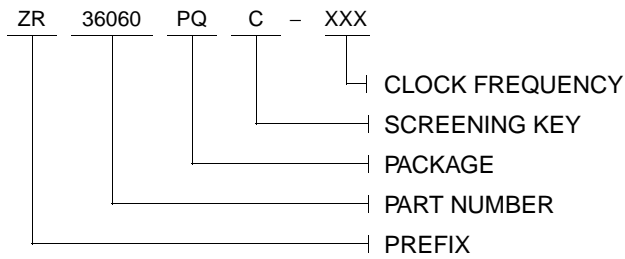 ZR 36060 PQ C – XXX
CLOCK FREQUENCY
SCREENING KEY
PACKAGE
PART NUMBER
PREFIX